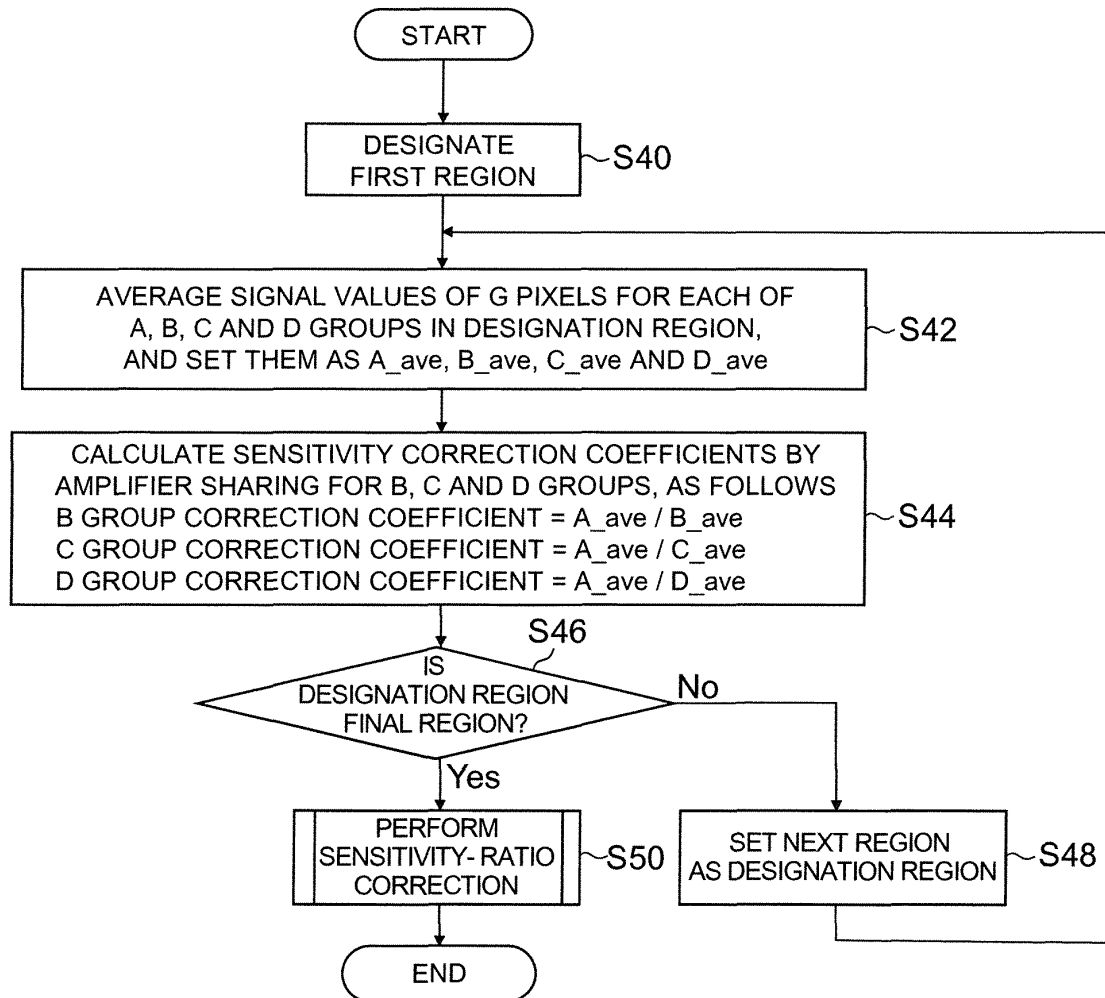 START
DESIGNATE
FIRST REGION
S40
AVERAGE SIGNAL VALUES OF G PIXELS FOR EACH OF
A, B, C AND D GROUPS IN DESIGNATION REGION,
AND SET THEM AS A_ave, B_ave, C_ave AND D_ave
S42
CALCULATE SENSITIVITY CORRECTION COEFFICIENTS BY
AMPLIFIER SHARING FOR B, C AND D GROUPS, AS FOLLOWS
B GROUP CORRECTION COEFFICIENT = A_ave / B_ave
C GROUP CORRECTION COEFFICIENT = A_ave / C_ave
D GROUP CORRECTION COEFFICIENT = A_ave / D_ave
S44
S46
IS
DESIGNATION REGION
FINAL REGION?
No
Yes
PERFORM
SENSITIVITY- RATIO
CORRECTION
S50
SET NEXT REGION
AS DESIGNATION REGION
S48
END